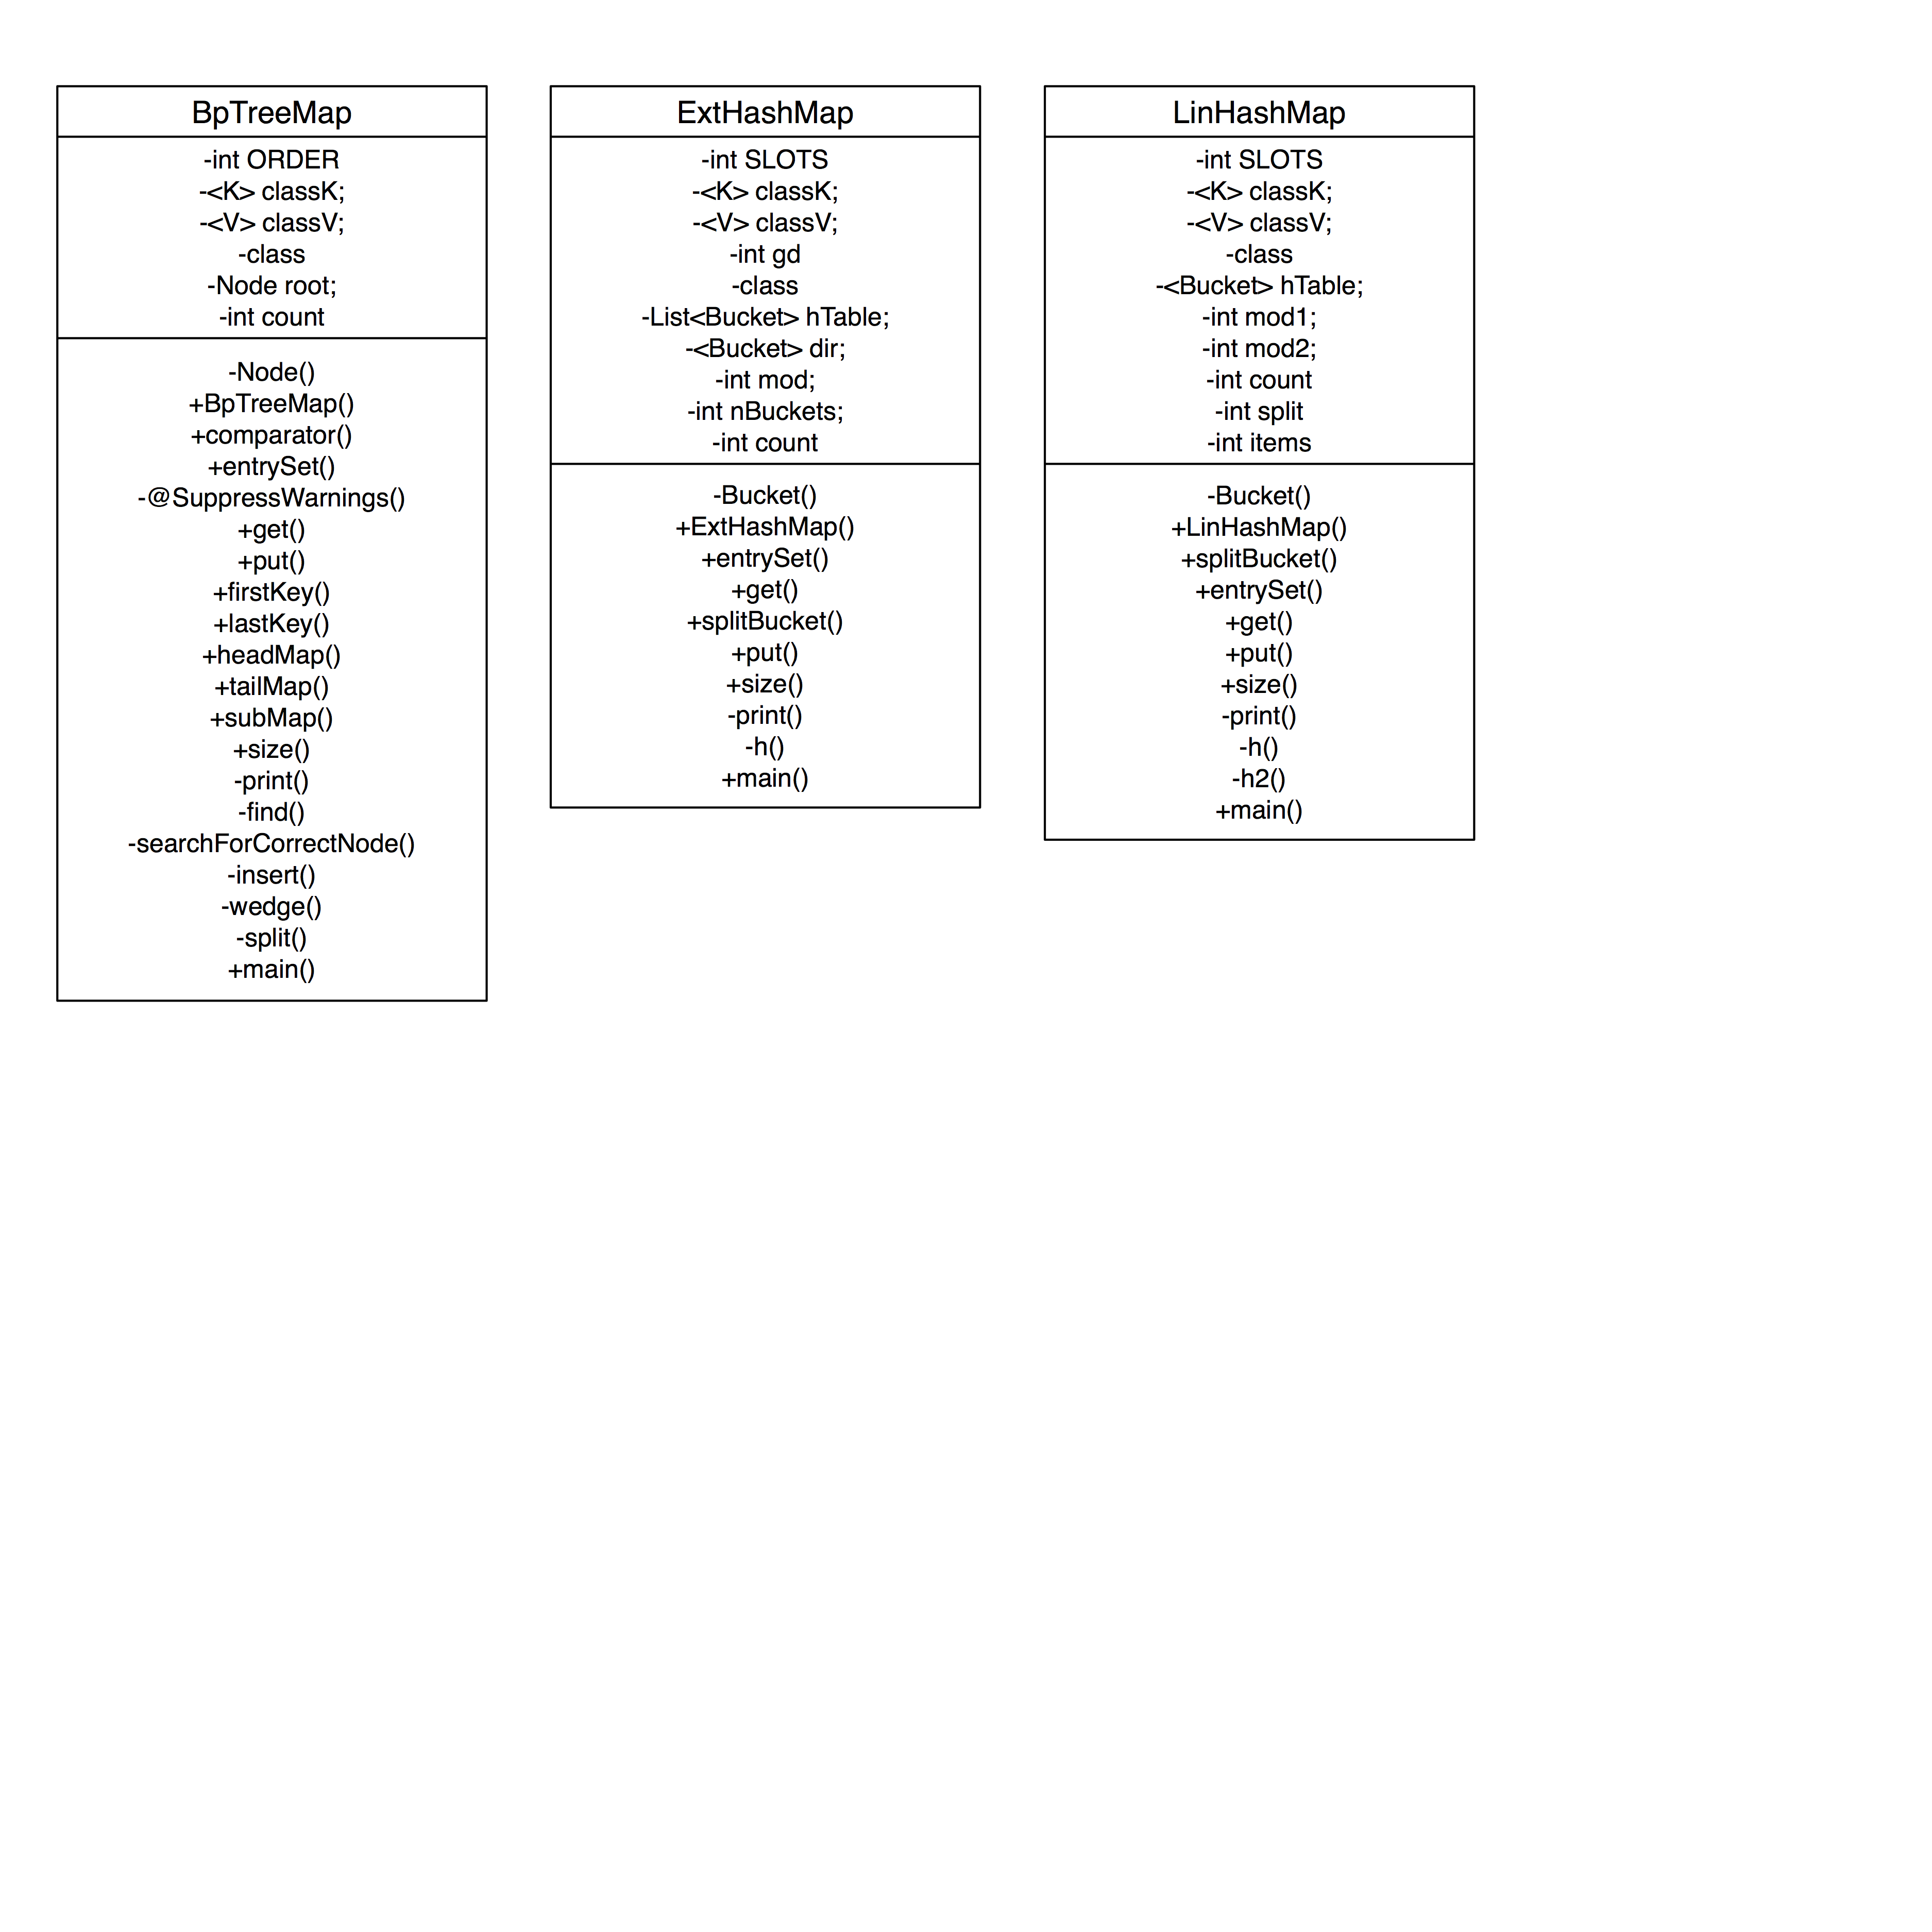 BpTreeMap
-int ORDER
-<K> classK;
-<V> classV;
-class
-Node root;
-int count
-Node()
+BpTreeMap()
+comparator()
+entrySet()
-@SuppressWarnings()
+get()
+put()
+firstKey()
+lastKey()
+headMap()
+tailMap()
+subMap()
+size()
-print()
-find()
-searchForCorrectNode()
-insert()
-wedge()
-split()
+main()
ExtHashMap
-int SLOTS
-<K> classK;
-<V> classV;
-int gd
-class
-List<Bucket> hTable;
-<Bucket> dir;
-int mod;
-int nBuckets;
-int count
-Bucket()
+ExtHashMap()
+entrySet()
+get()
+splitBucket()
+put()
+size()
-print()
-h()
+main()
LinHashMap
-int SLOTS
-<K> classK;
-<V> classV;
-class
-<Bucket> hTable;
-int mod1;
-int mod2;
-int count
-int split
-int items
-Bucket()
+LinHashMap()
+splitBucket()
+entrySet()
+get()
+put()
+size()
-print()
-h()
-h2()
+main()